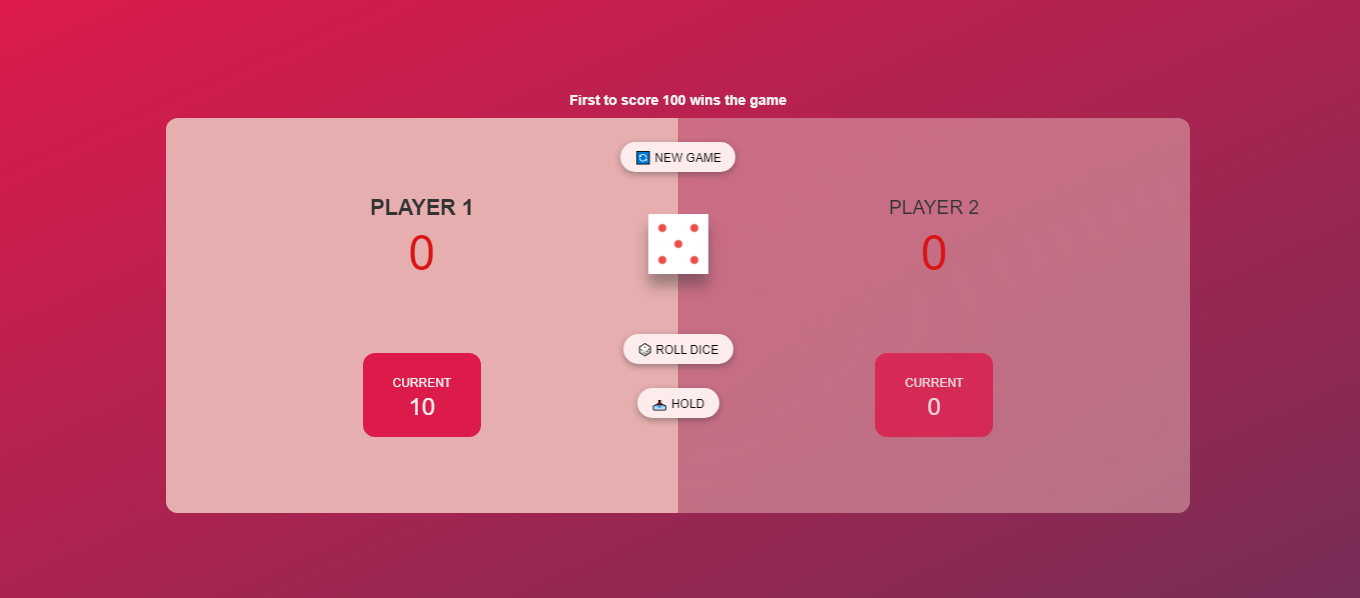 First to score 100 wins the game
NEW GAME
PLAYER 1
0
PLAYER 2
0
ROLL DICE
HOLD
CURRENT
10
CURRENT
0